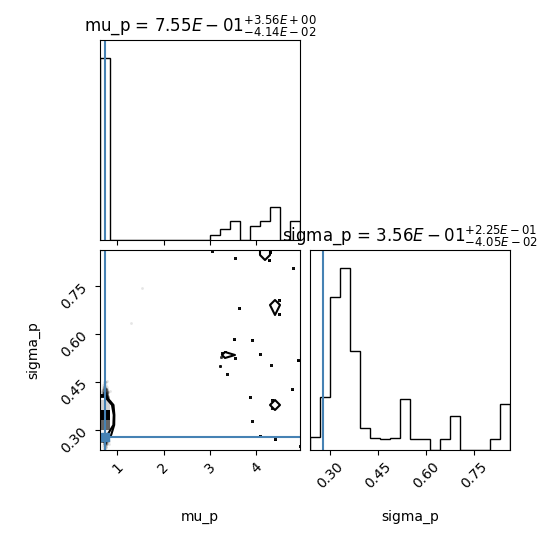 mu_p = 7.55E − 01 +3.56E+00 −4.14E−02
sigma_p = 3.56E − 01 +2.25E−01 −4.05E−02
0.75
0.60
0.45
0.30
sigma_p
1 2 3 4
0.30 0.45 0.60 0.75
mu_p
sigma_p